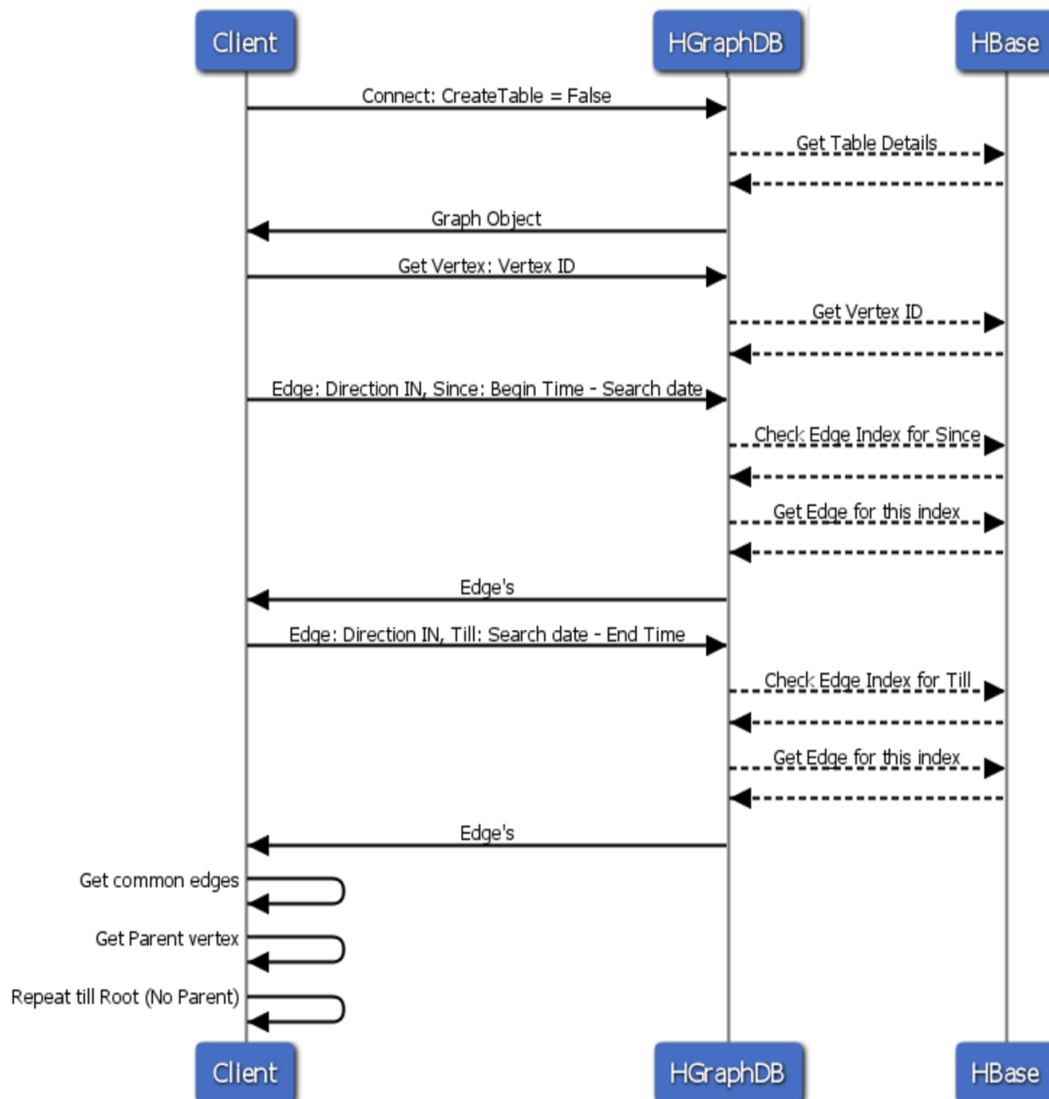 Client HGraphDB HBase
Connect: CreateTable = False
Get Table Details
Graph Object
Get Vertex: Vertex ID
Get Vertex ID
Edge: Direction IN, Since: Begin Time - Search date
Check Edge Index for Since
Get Edge for this index
Edge's
Edge: Direction IN, Till: Search date - End Time
Check Edge Index for Till
Get Edge for this index
Edge's
Get common edges
Get Parent vertex
Repeat till Root (No Parent)
Client HGraphDB HBase